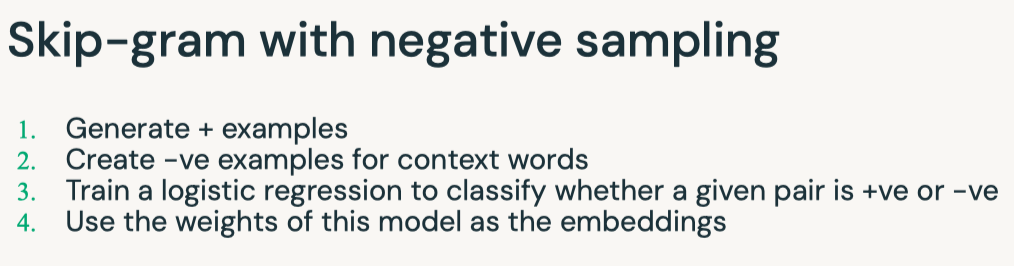 Skip-gram with negative sampling
1. Generate + examples
2. Create -ve examples for context words
3. Train a logistic regression to classify whether a given pair is +ve or -ve
4. Use the weights of this model as the embeddings